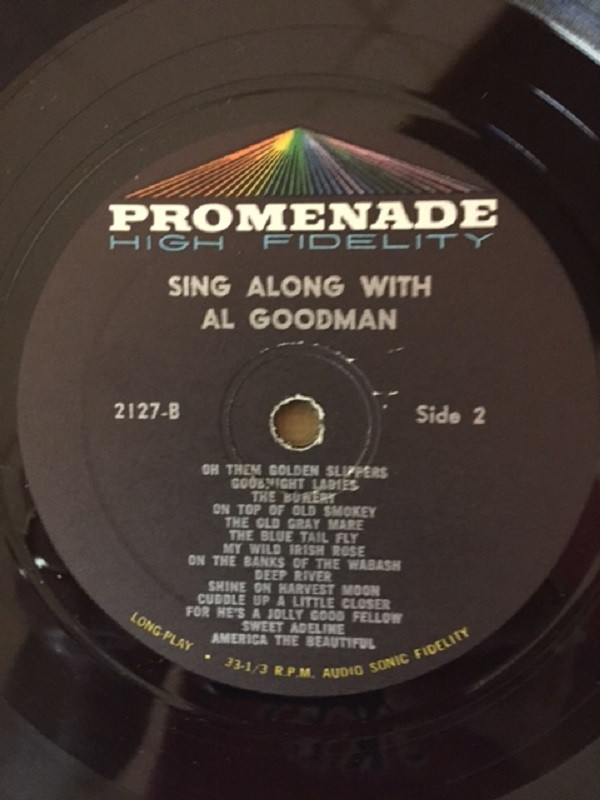 PROMENADE
HIGH FIDELITY
SING ALONG WITH
AL GOODMAN
2127-B
Side 2
OH THEM GOLDEN SLIPPERS
GOODNIGHT LADIES
THE BOWERY
ON TOP OF OLD SMOKEY
THE OLD GRAY MARE
THE BLUE TAIL FLY
MY WILD IRISH ROSE
ON THE BANKS OF THE WABASH
DEEP RIVER
SHINE ON HARVEST MOON
CUDDLE UP A LITTLE CLOSER
FOR HE'S A JOLLY GOOD FELLOW
SWEET ADELINE
AMERICA THE BEAUTIFUL
LONG-PLAY • 33-1/3 R.P.M. AUDIO SONIC FIDELITY